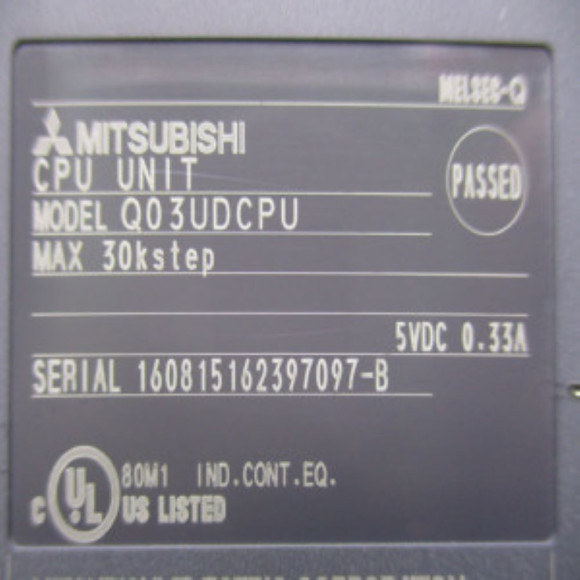 MELSEC-Q
MITSUBISHI
CPU UNIT
PASSED
MODEL Q03UDCPU
MAX 30kstep
5VDC 0.33A
SERIAL 160815162397097-B
C UL US LISTED
80M1 IND.CONT.EQ.